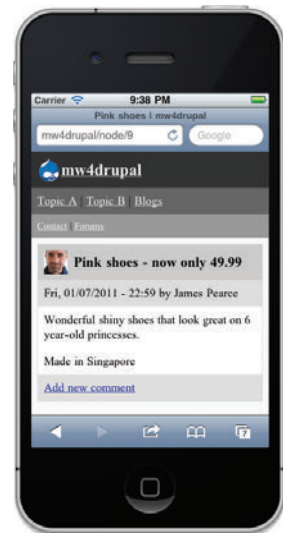 Carrier 9:38 PM
Pink shoes | mw4drupal
mw4drupal/node/9 Google
mw4drupal
Topic A | Topic B | Blogs
Contact | Forums
Pink shoes - now only 49.99
Fri, 01/07/2011 - 22:59 by James Pearce
Wonderful shiny shoes that look great on 6
year-old princesses.
Made in Singapore
Add new comment
7